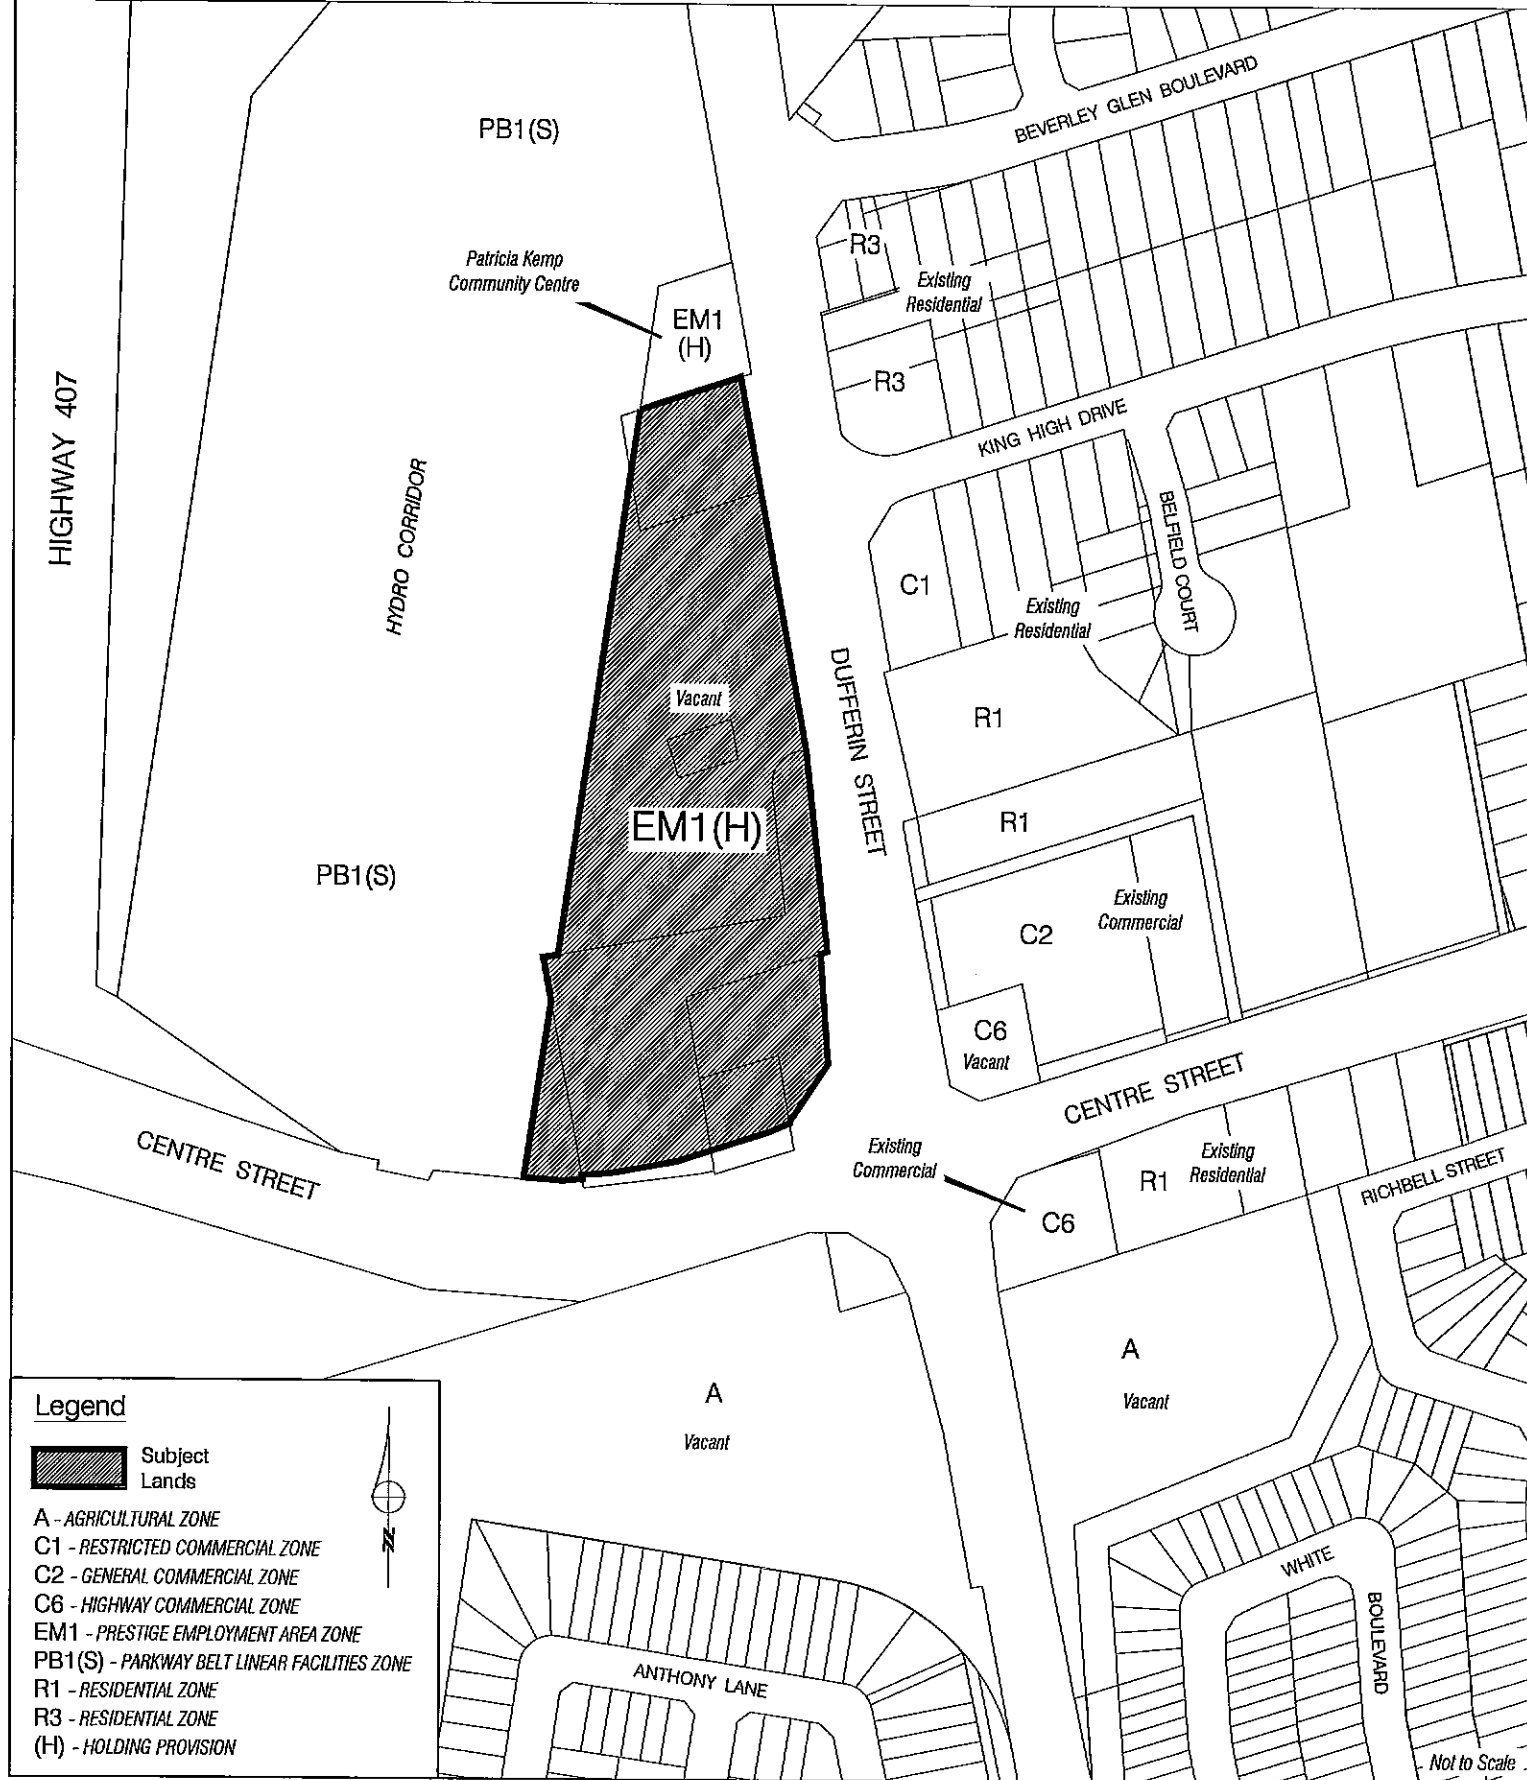 BEVERLEY GLEN BOULEVARD
PB1(S)
R3
Patricia Kemp
Community Centre
Existing
Residential
EM1
(H)
R3
HIGHWAY 407
KING HIGH DRIVE
HYDRO CORRIDOR
BELFIELD COURT
C1
Existing
Residential
DUFFERIN STREET
Vacant
R1
EM1(H)
R1
PB1(S)
Existing
Commercial
C2
C6
Vacant
CENTRE STREET
CENTRE STREET
Existing
Commercial
Existing
Residential
R1
RICHBELL STREET
C6
A
Vacant
A
Vacant
Legend
Subject
Lands
N
A - AGRICULTURAL ZONE
C1 - RESTRICTED COMMERCIAL ZONE
C2 - GENERAL COMMERCIAL ZONE
C6 - HIGHWAY COMMERCIAL ZONE
EM1 - PRESTIGE EMPLOYMENT AREA ZONE
PB1(S) - PARKWAY BELT LINEAR FACILITIES ZONE
R1 - RESIDENTIAL ZONE
R3 - RESIDENTIAL ZONE
(H) - HOLDING PROVISION
WHITE
BOULEVARD
ANTHONY LANE
Not to Scale